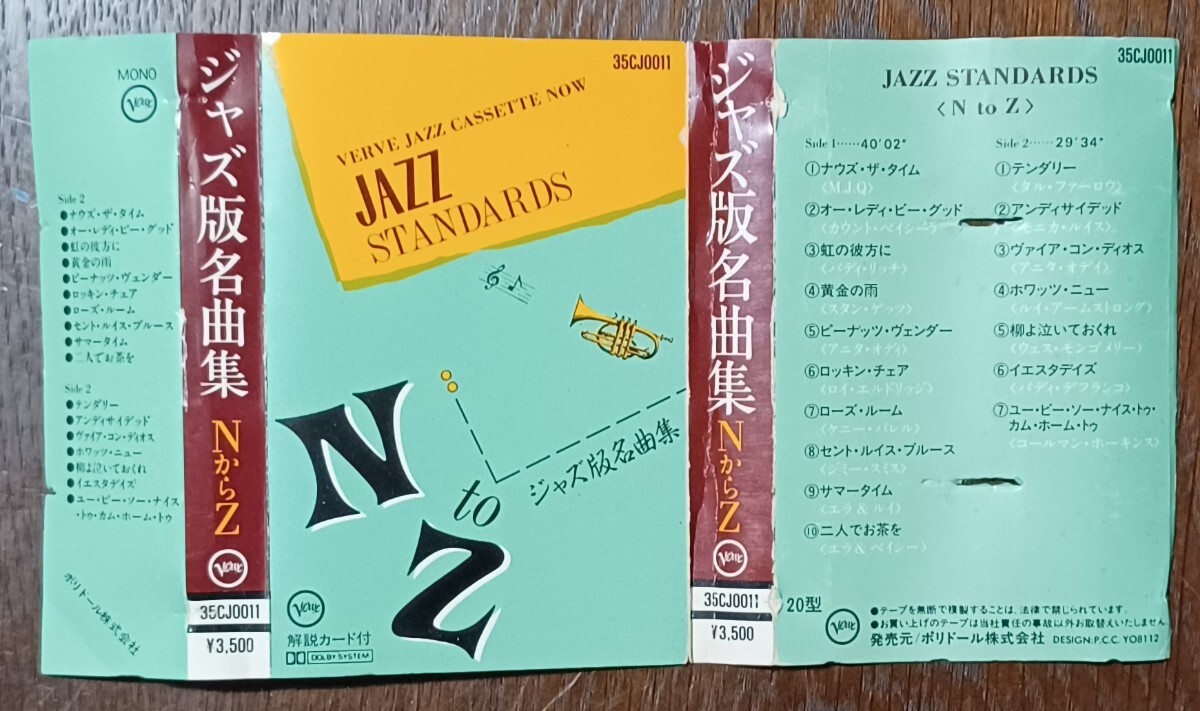 MONO
Verve
Side 2
●ナウズ・ザ・タイム
●オー・レディ・ビー・グッド
●虹の彼方に
●黄金の雨
●ピーナッツ・ヴェンダー
●ロッキン・チェア
●ローズ・ルーム
●セント・ルイス・ブルース
●サマータイム
●二人でお茶を
Side 2
●テンダリー
●アンディサイデッド
●ヴァイア・コン・ディオス
●ホワッツ・ニュー
●柳よ泣いておくれ
●イエスタデイズ
●ユー・ビー・ソー・ナイス
・トゥ・カム・ホーム・トゥ
ポリドール株式会社
ジャズ版名曲集 NからZ
Verve
35CJ0011
¥3,500
35CJ0011
VERVE JAZZ CASSETTE NOW
JAZZ
STANDARDS
N
to
Z
ジャズ版名曲集
Verve
解説カード付
DOLBY SYSTEM
ジャズ版名曲集 NからZ
Verve
35CJ0011
¥3,500
35CJ0011
JAZZ STANDARDS
〈N to Z〉
Side 1……40'02"
①ナウズ・ザ・タイム
〈M.J.Q〉
②オー・レディ・ビー・グッド
〈カウント・ベイシー〉
③虹の彼方に
〈バディ・リッチ〉
④黄金の雨
〈スタン・ゲッツ〉
⑤ピーナッツ・ヴェンダー
〈アニタ・オディ〉
⑥ロッキン・チェア
〈ロイ・エルドリッジ〉
⑦ローズ・ルーム
〈ケニー・バレル〉
⑧セント・ルイス・ブルース
〈ジミー・スミス〉
⑨サマータイム
〈エラ&ルイ〉
⑩二人でお茶を
〈エラ&ベイシー〉
Side 2……29'34"
①テンダリー
〈タル・ファーロウ〉
②アンディサイデッド
〈モニカ・ルイス〉
③ヴァイア・コン・ディオス
〈アニタ・オデイ〉
④ホワッツ・ニュー
〈ルイ・アームストロング〉
⑤柳よ泣いておくれ
〈ウェス・モンゴメリー〉
⑥イエスタデイズ
〈バディ・デフランコ〉
⑦ユー・ビー・ソー・ナイス・トゥ・
カム・ホーム・トゥ
〈コールマン・ホーキンス〉
20型
Verve
●テープを無断で複製することは、法律で禁じられています。
●お買い上げのテープは当社責任の事故以外お取替えいたしません
発売元/ポリドール株式会社 DESIGN:P.C.C. YO8112